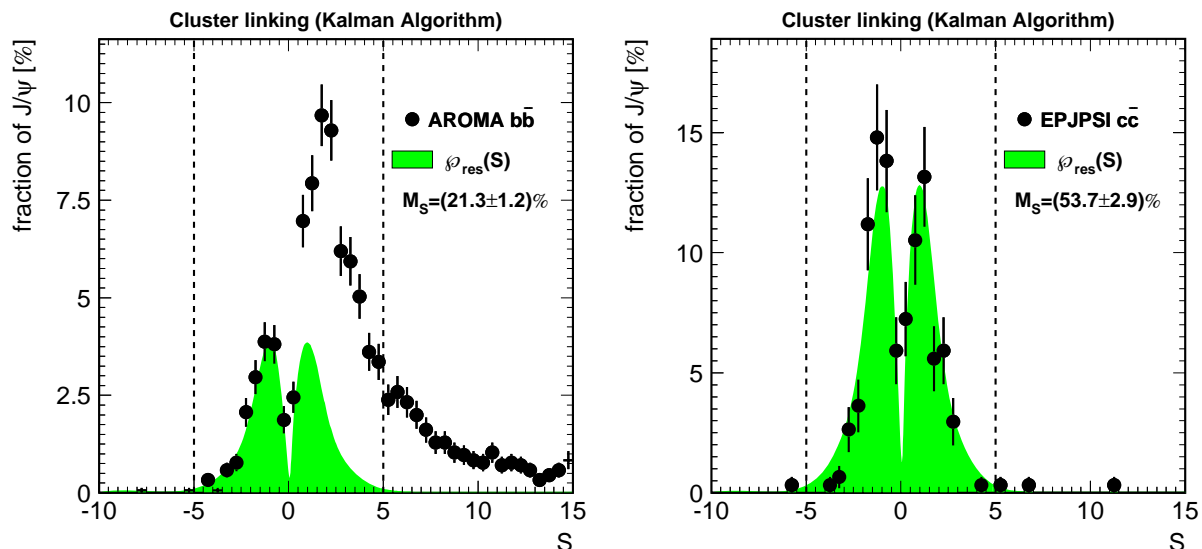 Cluster linking (Kalman Algorithm)
fraction of J/ψ [%]
10
7.5
5
2.5
0
AROMA bb̄
℘res(S)
MS=(21.3±1.2)%
-10 -5 0 5 10 15
S
Cluster linking (Kalman Algorithm)
fraction of J/ψ [%]
15
10
5
0
EPJPSI cc̄
℘res(S)
MS=(53.7±2.9)%
-10 -5 0 5 10 15
S